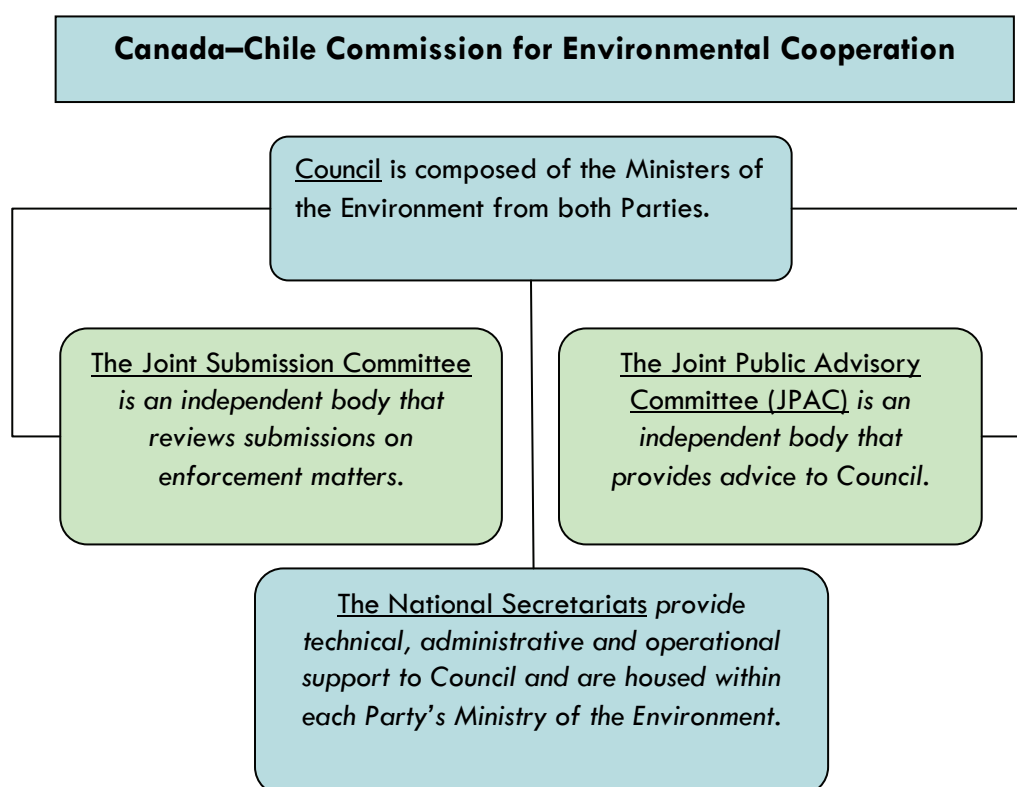 Canada–Chile Commission for Environmental Cooperation
Council is composed of the Ministers of
the Environment from both Parties.
The Joint Submission Committee
is an independent body that
reviews submissions on
enforcement matters.
The Joint Public Advisory
Committee (JPAC) is an
independent body that
provides advice to Council.
The National Secretariats provide
technical, administrative and operational
support to Council and are housed within
each Party’s Ministry of the Environment.